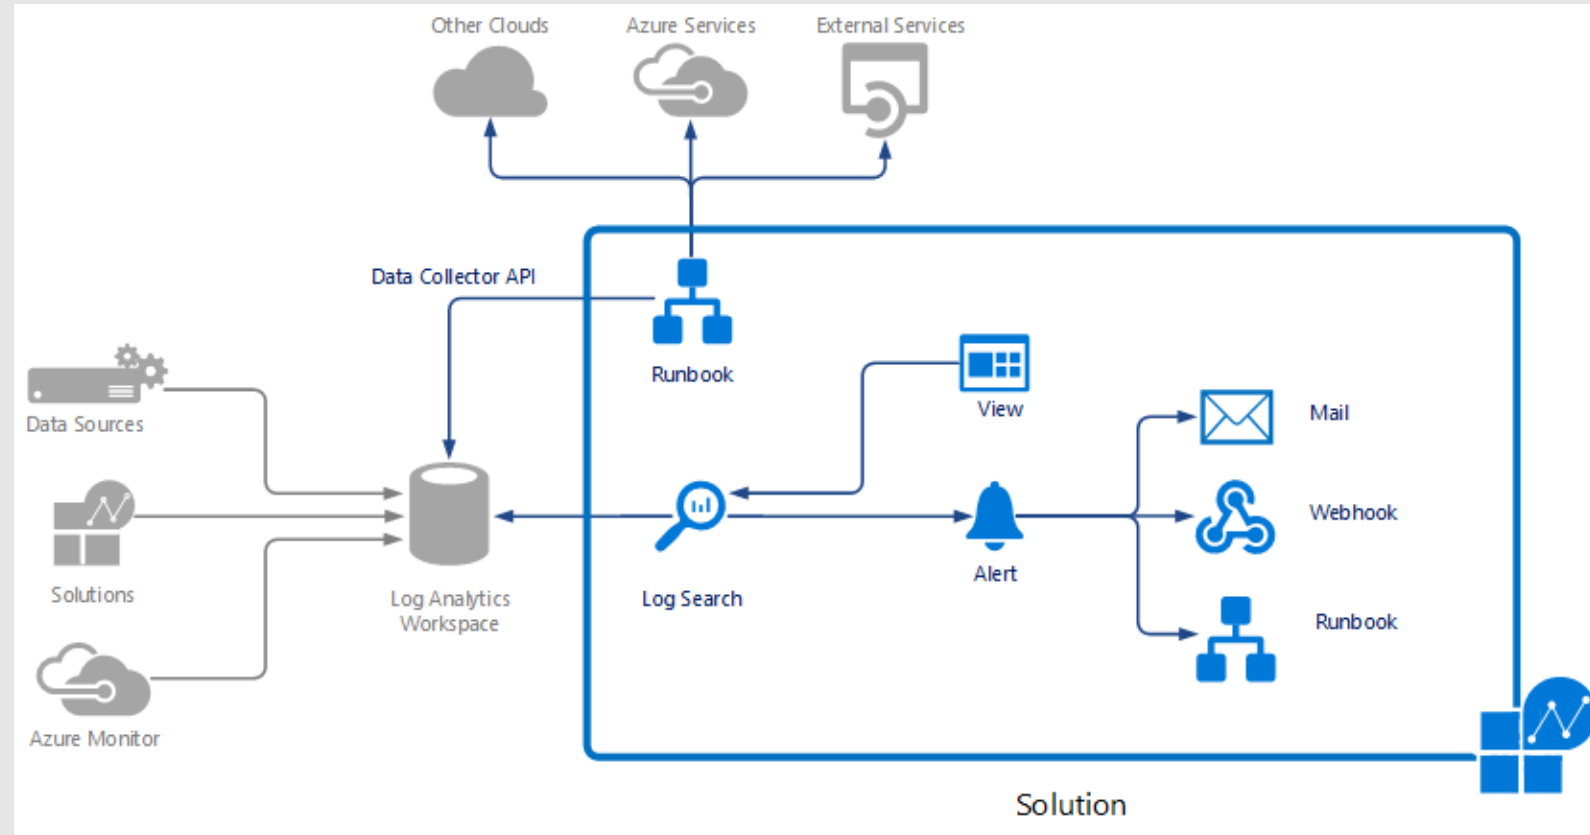 Other Clouds
Azure Services
External Services
Data Collector API
Runbook
View
Mail
Data Sources
Webhook
Alert
Solutions
Log Analytics
Workspace
Log Search
Runbook
Azure Monitor
Solution